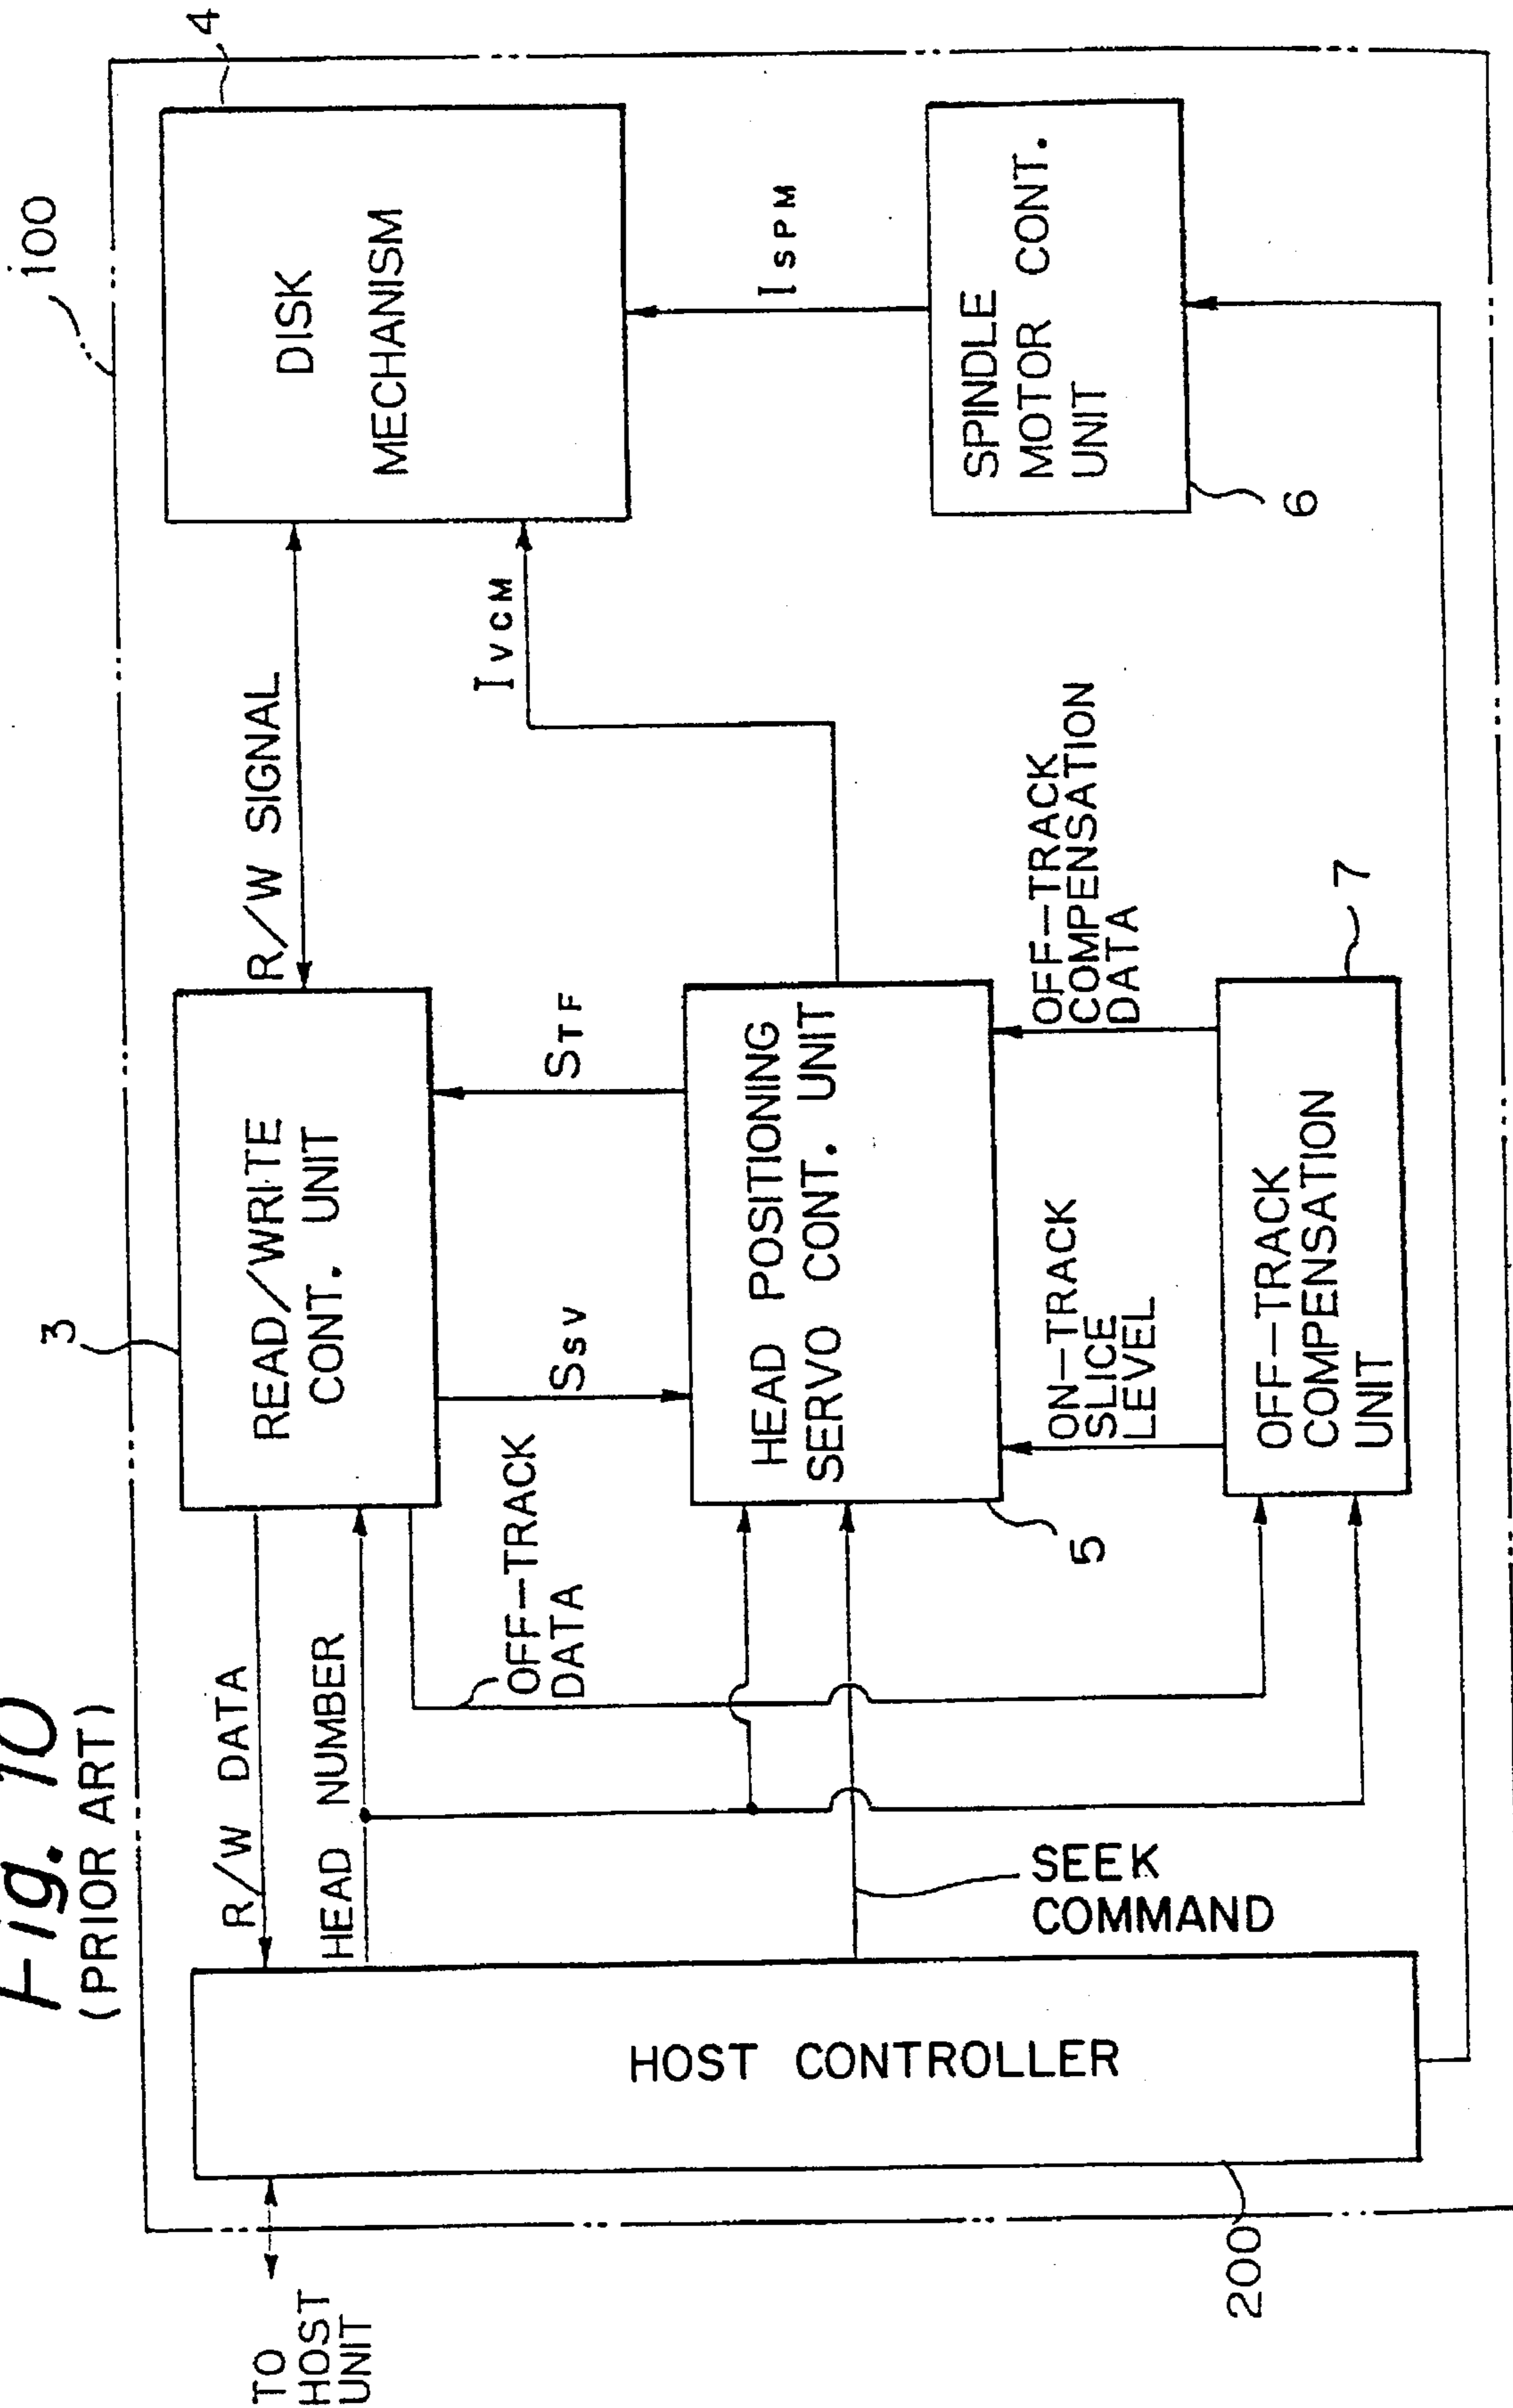 Fig. 10
(PRIOR ART)
100
TO
HOST
UNIT
200
HOST CONTROLLER
R/W DATA
HEAD NUMBER
OFF-TRACK
DATA
SEEK
COMMAND
3
READ/WRITE
CONT. UNIT
R/W SIGNAL
4
DISK
MECHANISM
SSV
STF
IVCM
ISPM
5
HEAD POSITIONING
SERVO CONT. UNIT
ON-TRACK
SLICE
LEVEL
OFF-TRACK
COMPENSATION
DATA
7
OFF-TRACK
COMPENSATION
UNIT
SPINDLE
MOTOR CONT.
UNIT
6